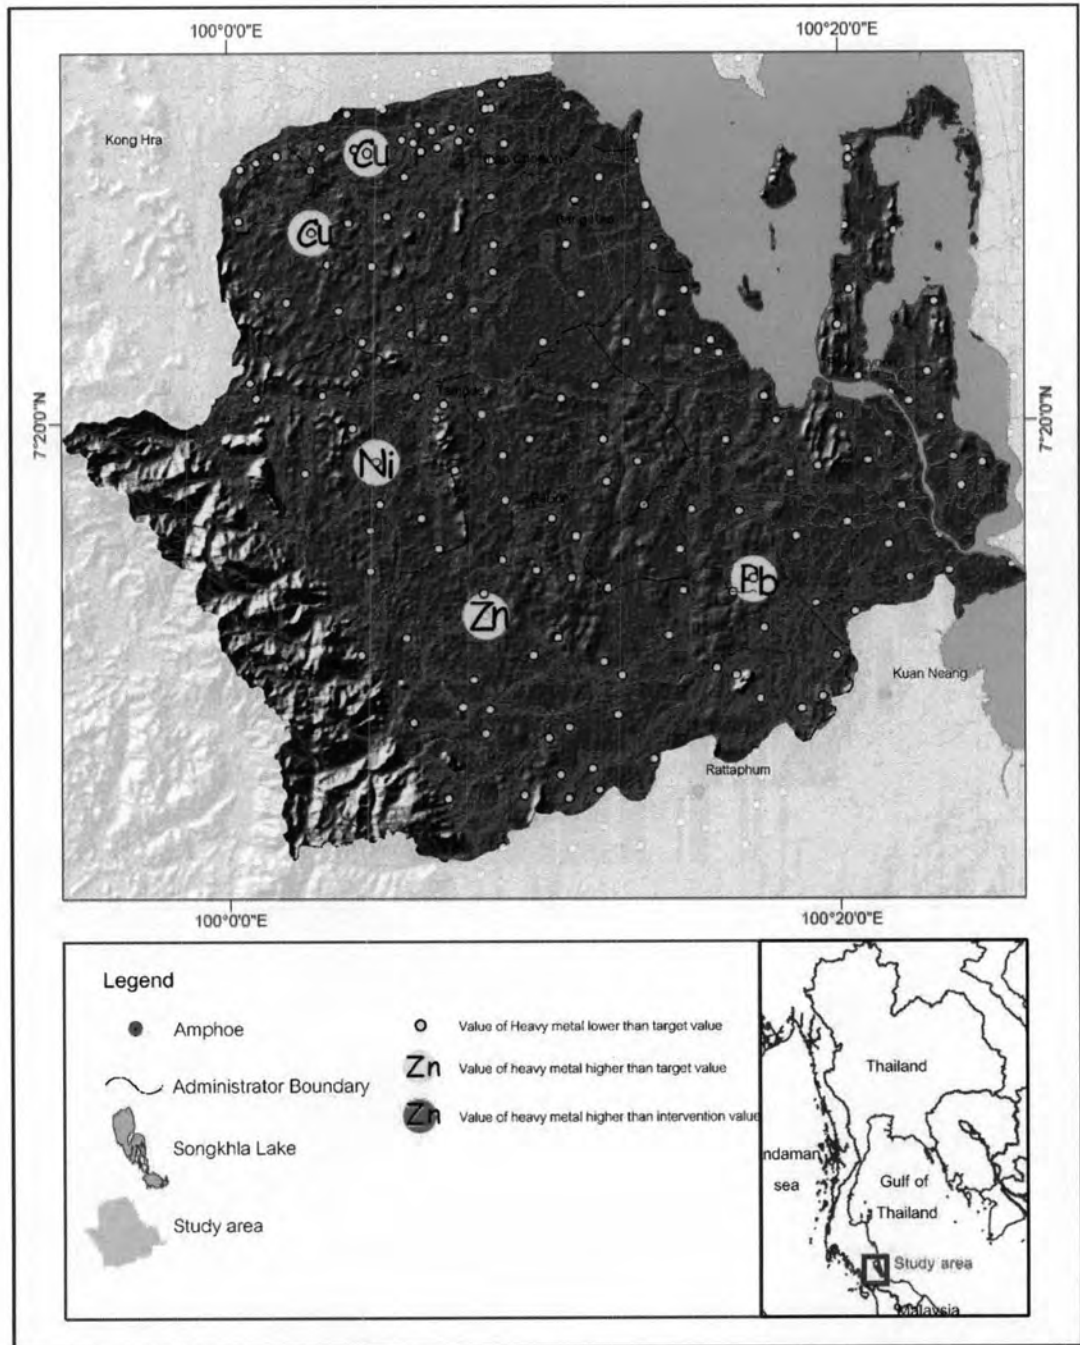 100°0'0"E
100°20'0"E
Kong Hra
Cu
Cu
7°20'0"N
7°20'0"N
Ni
Pb
Zn
Kuan Neang
Rattaphum
100°0'0"E
100°20'0"E
Legend
Amphoe
Administrator Boundary
Songkhla Lake
Study area
Value of Heavy metal lower than target value
Zn
Value of heavy metal higher than target value
Zn
Value of heavy metal higher than intervention value
Thailand
ndaman
sea
Gulf of
Thailand
Study area
Malaysia